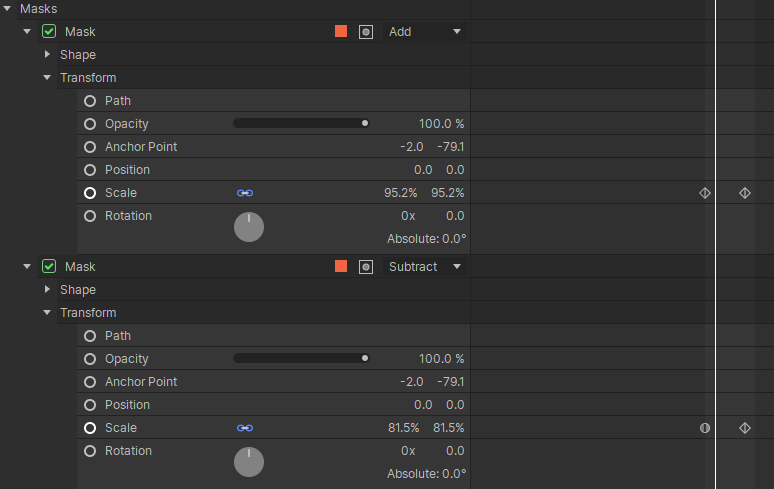 Masks
Mask Add
Shape
Transform
Path
Opacity 100.0 %
Anchor Point -2.0 -79.1
Position 0.0 0.0
Scale 95.2% 95.2%
Rotation 0x 0.0
Absolute: 0.0°
Mask Subtract
Shape
Transform
Path
Opacity 100.0 %
Anchor Point -2.0 -79.1
Position 0.0 0.0
Scale 81.5% 81.5%
Rotation 0x 0.0
Absolute: 0.0°